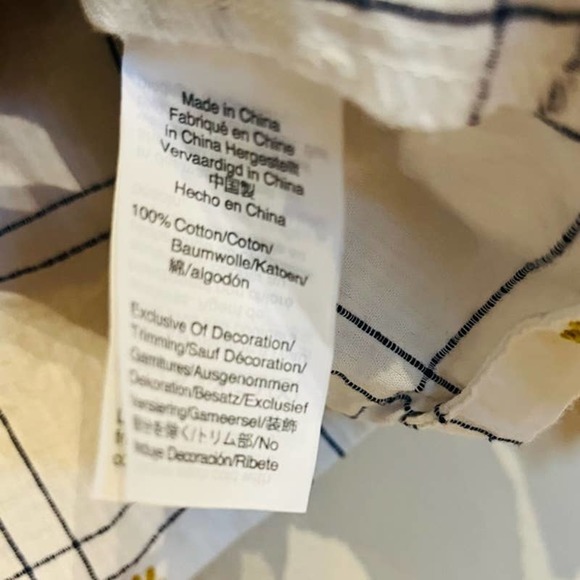 Made in China
Fabriqué en Chine
In China Hergestellt
Vervaardigd in China
中国製
Hecho en China
100% Cotton/Coton/
Baumwolle/Katoen/
綿/algodón
Exclusive Of Decoration/
Trimming/Sauf Décoration/
Garnitures/Ausgenommen
Dekoration/Besatz/Exclusief
Versiering/Garneersel/装飾
部分を除く/トリム部/No
Incluye Decoración/Ribete